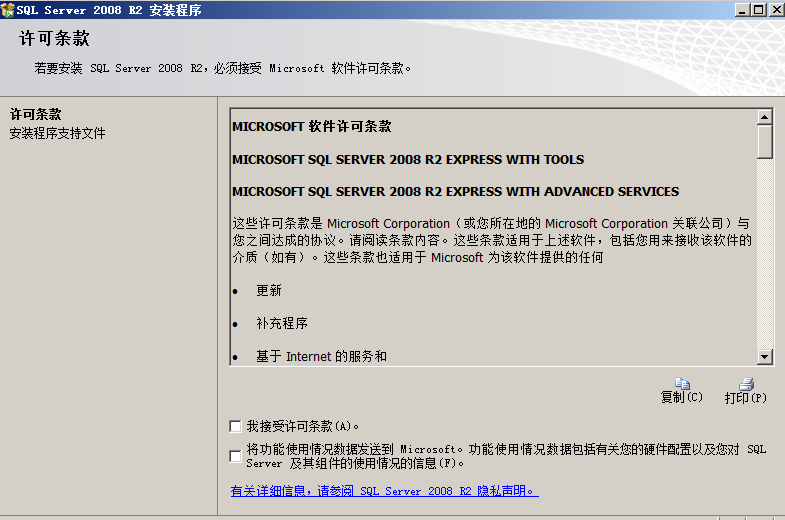 SQL Server 2008 R2 安装程序
许可条款
若要安装 SQL Server 2008 R2，必须接受 Microsoft 软件许可条款。
许可条款
安装程序支持文件
MICROSOFT 软件许可条款
MICROSOFT SQL SERVER 2008 R2 EXPRESS WITH TOOLS
MICROSOFT SQL SERVER 2008 R2 EXPRESS WITH ADVANCED SERVICES
这些许可条款是 Microsoft Corporation（或您所在地的 Microsoft Corporation 关联公司）与
您之间达成的协议。请阅读条款内容。这些条款适用于上述软件，包括您用来接收该软件的
介质（如有）。这些条款也适用于 Microsoft 为该软件提供的任何
• 更新
• 补充程序
• 基于 Internet 的服务和
复制(C)
打印(P)
我接受许可条款(A)。
将功能使用情况数据发送到 Microsoft。功能使用情况数据包括有关您的硬件配置以及您对 SQL
Server 及其组件的使用情况的信息(F)。
有关详细信息，请参阅 SQL Server 2008 R2 隐私声明。